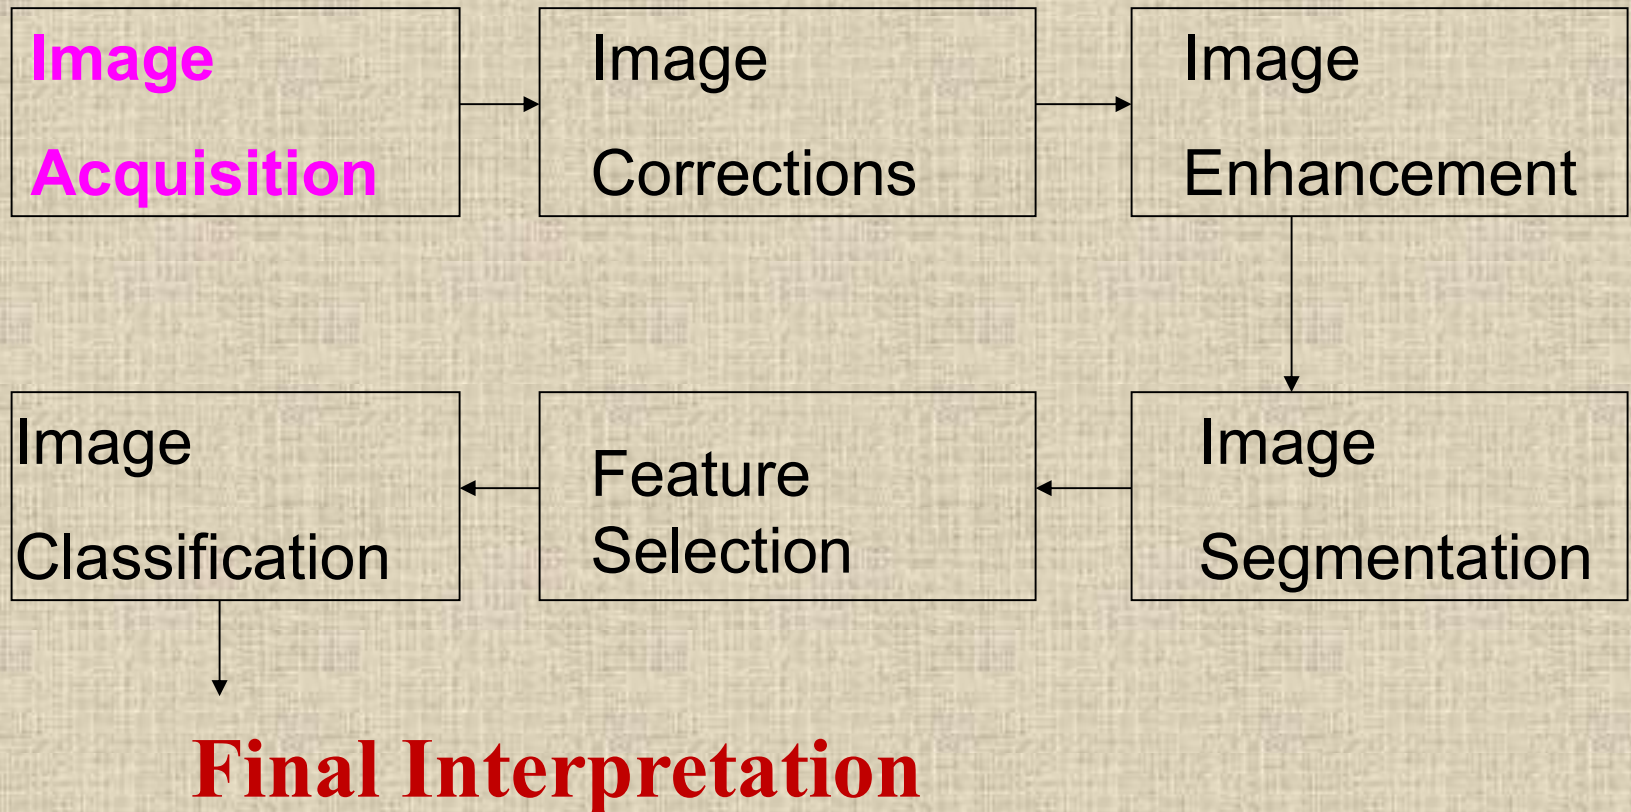 Image
Acquisition
Image
Corrections
Image
Enhancement
Image
Segmentation
Feature
Selection
Image
Classification
Final Interpretation